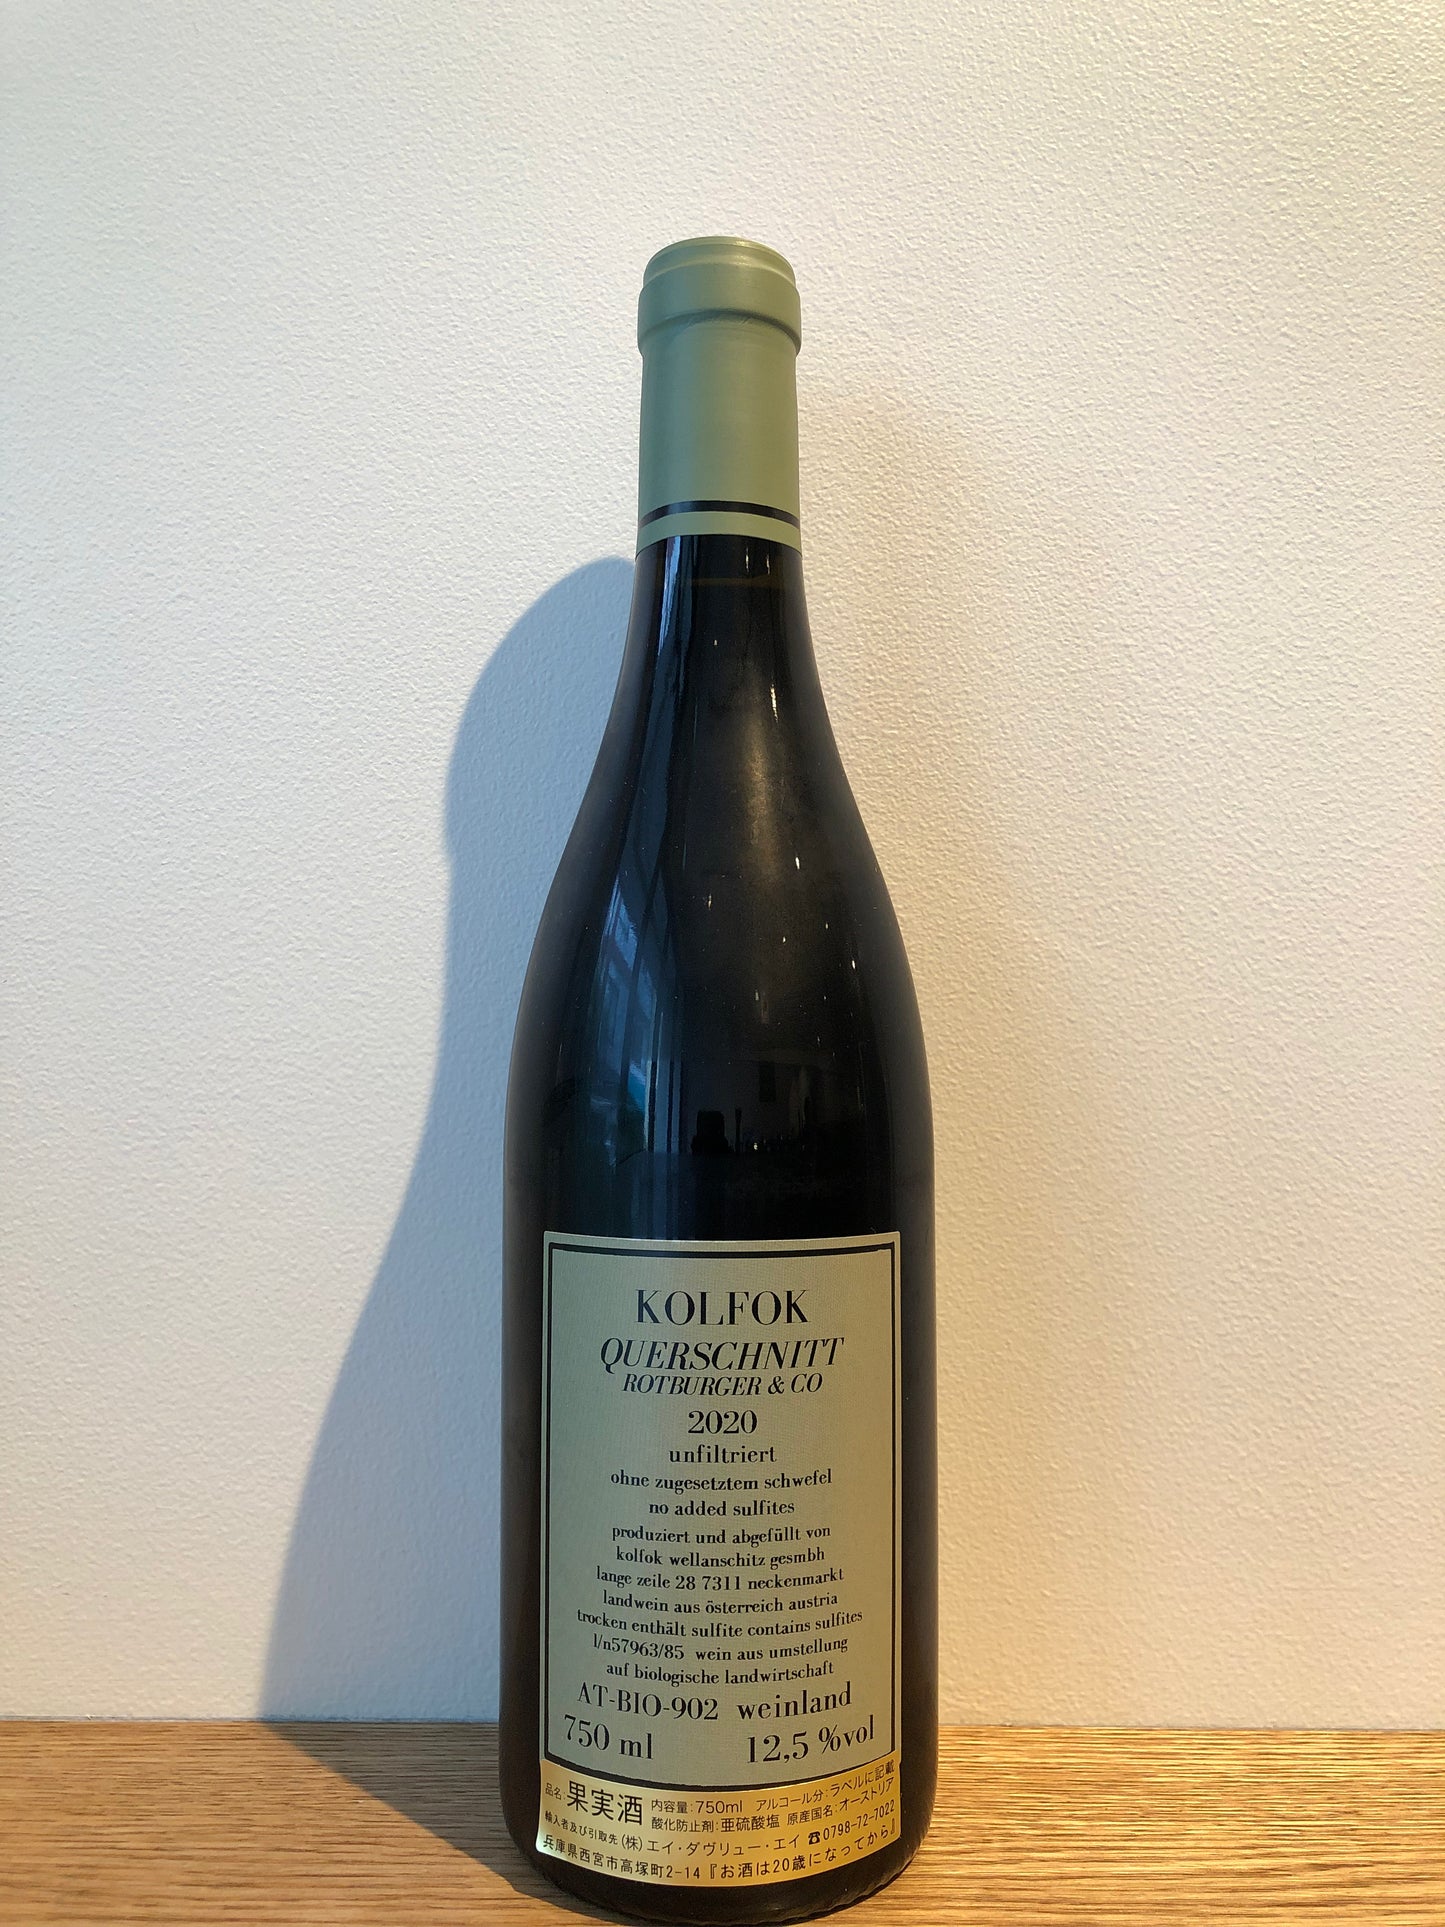 KOLFOK
QUERSCHNITT
ROTBURGER & CO
2020
unfiltriert
ohne zugesetztem schwefel
no added sulfites
produziert und abgefüllt von
kolfok wellanschitz gesmbh
lange zeile 28 7311 neckenmarkt
landwein aus österreich austria
trocken enthält sulfite contains sulfites
l/n57963/85 wein aus umstellung
auf biologische landwirtschaft
AT-BIO-902 weinland
750 ml 12,5 %vol
品名:果実酒 内容量:750ml アルコール分:ラベルに記載
酸化防止剤:亜硫酸塩 原産国名:オーストリア
輸入者及び引取先(株)エイ・ダヴリュー・エイ ☎0798-72-7022
兵庫県西宮市高塚町2-14『お酒は20歳になってから』